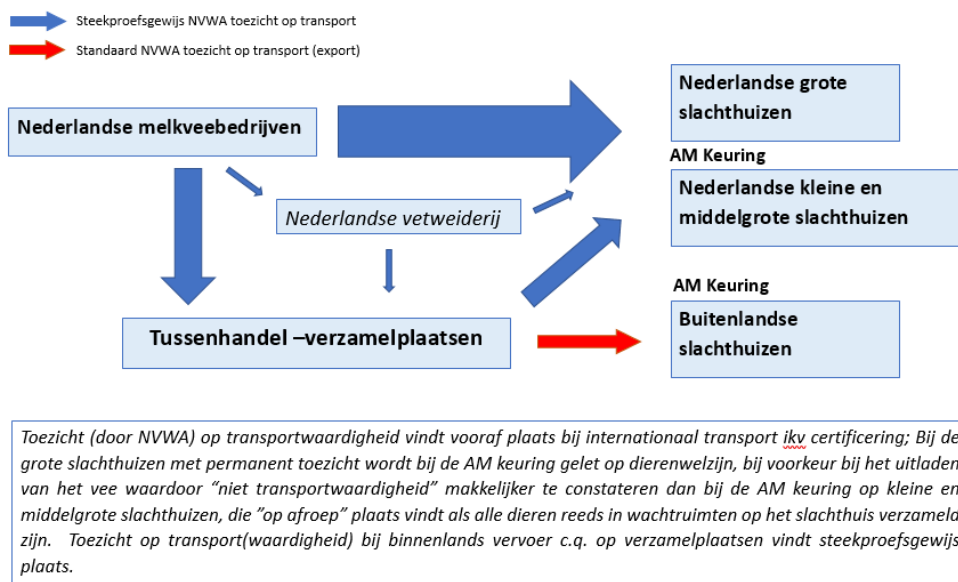 Steekproefsgewijs NVWA toezicht op transport
Standaard NVWA toezicht op transport (export)
Nederlandse melkveebedrijven
Nederlandse grote
slachthuizen
AM Keuring
Nederlandse kleine en
middelgrote slachthuizen
Nederlandse vetweiderij
AM Keuring
Tussenhandel –verzamelplaatsen
Buitenlandse
slachthuizen
Toezicht (door NVWA) op transportwaardigheid vindt vooraf plaats bij internationaal transport ikv certificering; Bij de
grote slachthuizen met permanent toezicht wordt bij de AM keuring gelet op dierenwelzijn, bij voorkeur bij het uitladen
van het vee waardoor “niet transportwaardigheid” makkelijker te constateren dan bij de AM keuring op kleine en
middelgrote slachthuizen, die ”op afroep” plaats vindt als alle dieren reeds in wachtruimten op het slachthuis verzameld
zijn. Toezicht op transport(waardigheid) bij binnenlands vervoer c.q. op verzamelplaatsen vindt steekproefsgewijs
plaats.